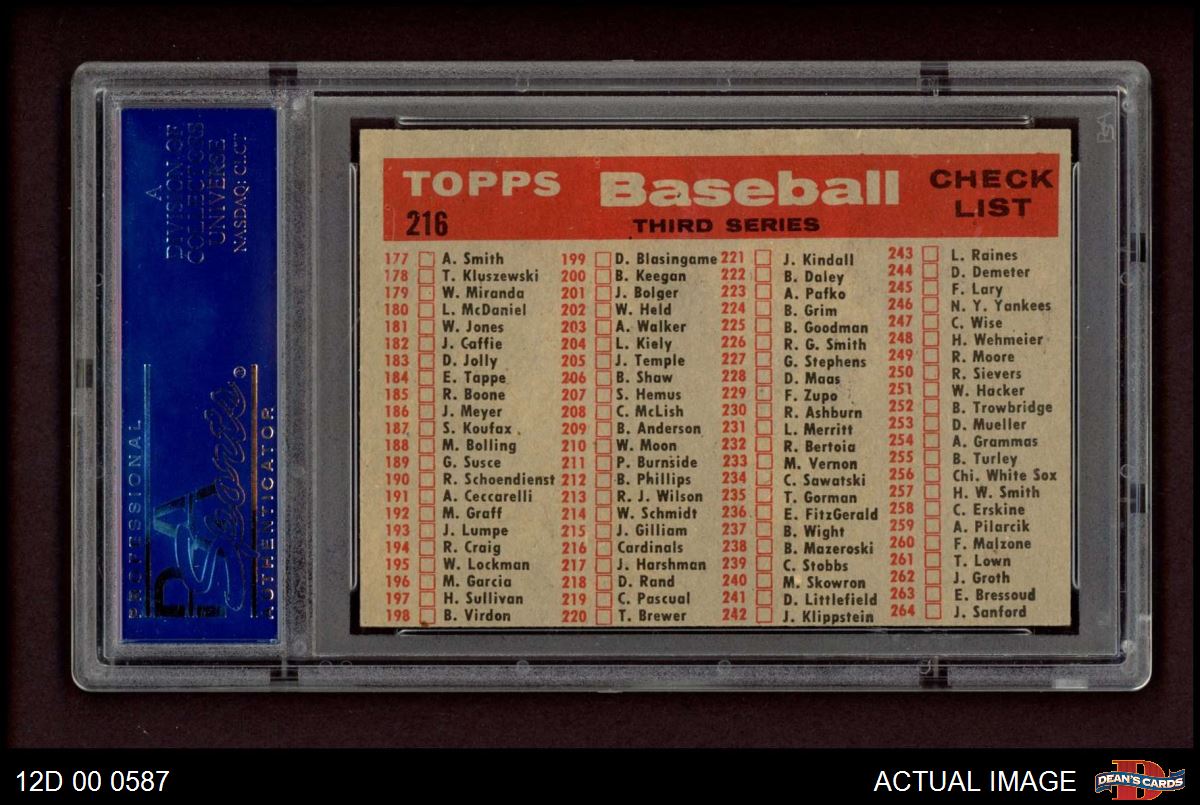 A
DIVISION OF
COLLECTORS
UNIVERSE
NASDAQ: CLCT
PROFESSIONAL
PSA
Sports
®
AUTHENTICATOR
PSA
TOPPS Baseball CHECK
LIST
216
THIRD SERIES
177 A. Smith
178 T. Kluszewski
179 W. Miranda
180 L. McDaniel
181 W. Jones
182 J. Caffie
183 D. Jolly
184 E. Tappe
185 R. Boone
186 J. Meyer
187 S. Koufax
188 M. Bolling
189 G. Susce
190 R. Schoendienst
191 A. Ceccarelli
192 M. Graff
193 J. Lumpe
194 R. Craig
195 W. Lockman
196 M. Garcia
197 H. Sullivan
198 B. Virdon
199 D. Blasingame
200 B. Keegan
201 J. Bolger
202 W. Held
203 A. Walker
204 L. Kiely
205 J. Temple
206 B. Shaw
207 S. Hemus
208 C. McLish
209 B. Anderson
210 W. Moon
211 P. Burnside
212 B. Phillips
213 R. J. Wilson
214 W. Schmidt
215 J. Gilliam
216 Cardinals
217 J. Harshman
218 D. Rand
219 C. Pascual
220 T. Brewer
221 J. Kindall
222 B. Daley
223 A. Pafko
224 B. Grim
225 B. Goodman
226 R. G. Smith
227 G. Stephens
228 D. Maas
229 F. Zupo
230 R. Ashburn
231 L. Merritt
232 R. Bertoia
233 M. Vernon
234 C. Sawatski
235 T. Gorman
236 E. FitzGerald
237 B. Wight
238 B. Mazeroski
239 C. Stobbs
240 M. Skowron
241 D. Littlefield
242 J. Klippstein
243 L. Raines
244 D. Demeter
245 F. Lary
246 N. Y. Yankees
247 C. Wise
248 H. Wehmeier
249 R. Moore
250 R. Sievers
251 W. Hacker
252 B. Trowbridge
253 D. Mueller
254 A. Grammas
255 B. Turley
256 Chi. White Sox
257 H. W. Smith
258 C. Erskine
259 A. Pilarcik
260 F. Malzone
261 T. Lown
262 J. Groth
263 E. Bressoud
264 J. Sanford
12D 00 0587
ACTUAL IMAGE
DEAN'S CARDS